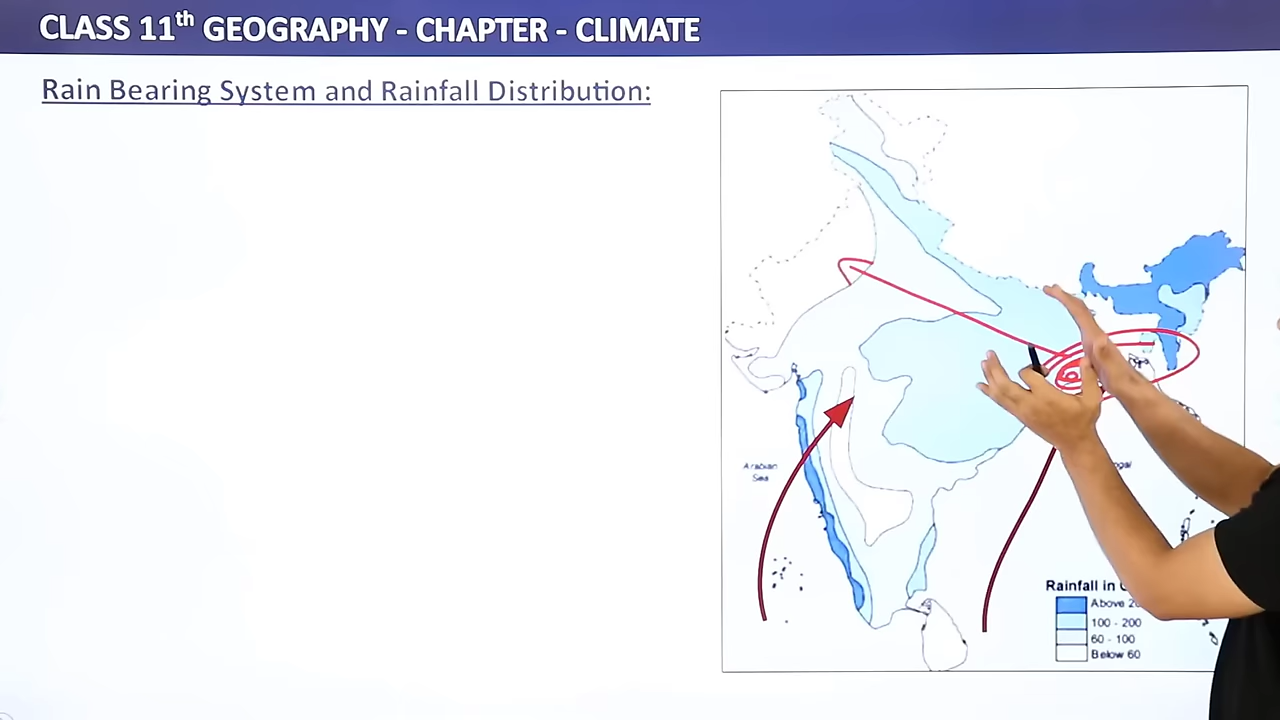 CLASS 11th GEOGRAPHY - CHAPTER - CLIMATE
Rain Bearing System and Rainfall Distribution:
Arabian
Sea
Rainfall in
Above
100 - 200
60 - 100
Below 60